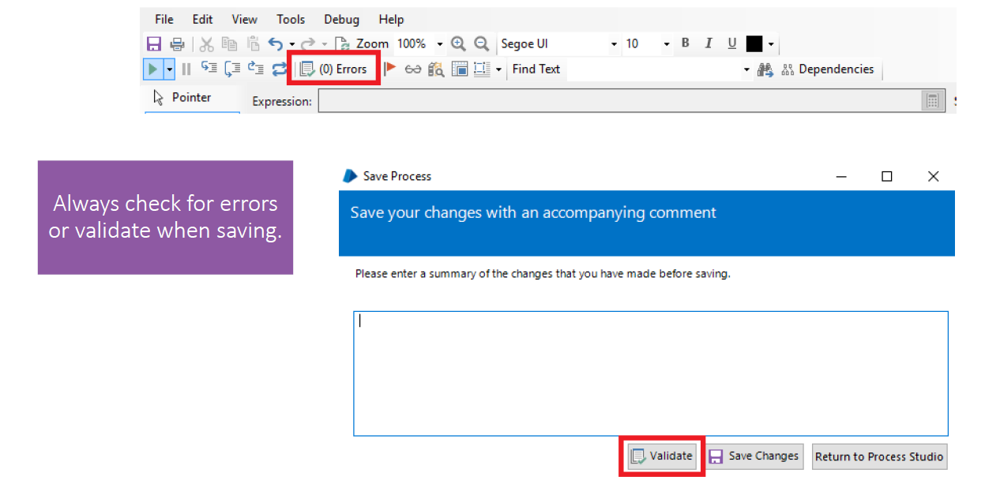 File Edit View Tools Debug Help
Zoom 100% Segoe UI 10 B I U
(0) Errors Find Text Dependencies
Pointer Expression:
Save Process
Always check for errors
or validate when saving.
Save your changes with an accompanying comment
Please enter a summary of the changes that you have made before saving.
Validate Save Changes Return to Process Studio